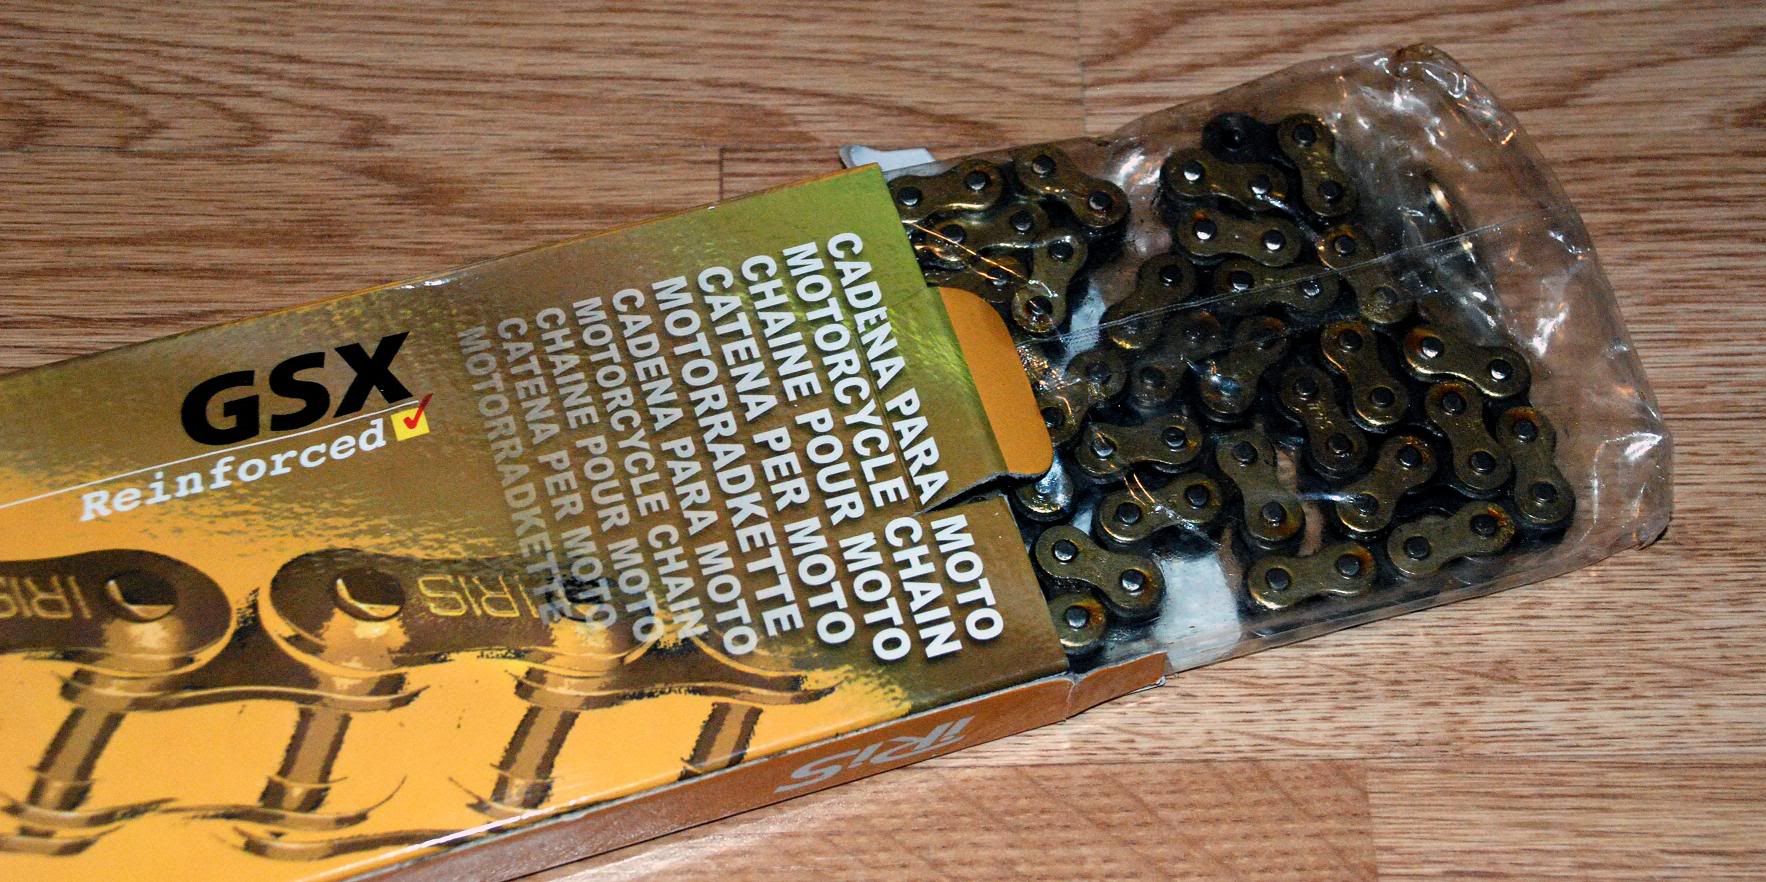 GSX
Reinforced
CADENA PARA MOTO
MOTORCYCLE CHAIN
CHAINE POUR MOTO
CATENA PER MOTO
MOTORRADKETTE
CADENA PARA MOTO
MOTORCYCLE CHAIN
CHAINE POUR MOTO
CATENA PER MOTO
MOTORRADKETTE
IRIS
IRIS
IRIS
iRiS